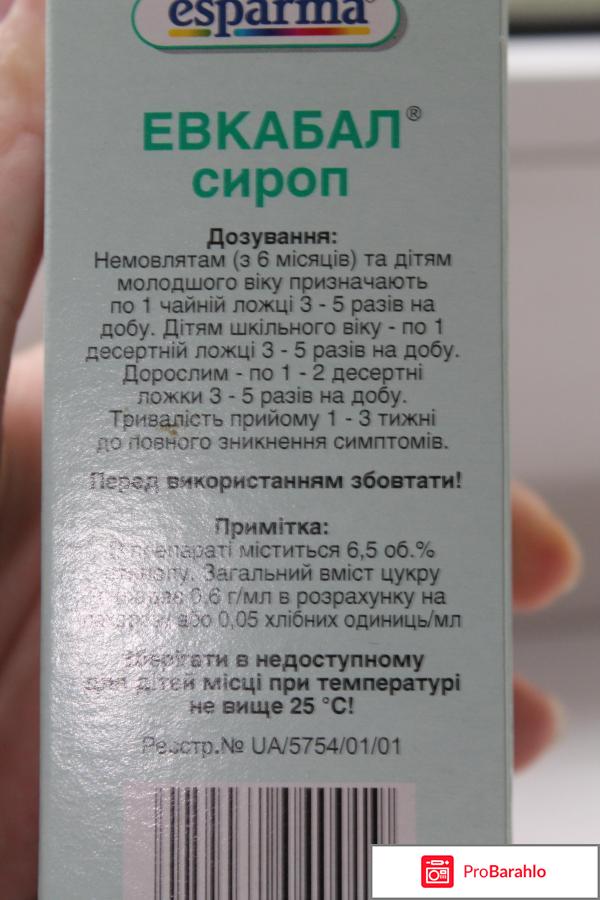 esparma®
ЕВКАБАЛ®
сироп
Дозування:
Немовлятам (з 6 місяців) та дітям
молодшого віку призначають
по 1 чайній ложці 3 - 5 разів на
добу. Дітям шкільного віку - по 1
десертній ложці 3 - 5 разів на добу.
Дорослим - по 1 - 2 десертні
ложки 3 - 5 разів на добу.
Тривалість прийому 1 - 3 тижні
до повного зникнення симптомів.
Перед використанням збовтати!
Примітка:
В препараті міститься 6,5 об.%
етанолу. Загальний вміст цукру
0,6 г/мл в розрахунку на
або 0,05 хлібних одиниць/мл
Зберігати в недоступному
для дітей місці при температурі
не вище 25 °C!
Реєстр.№ UA/5754/01/01
ProBarahlo